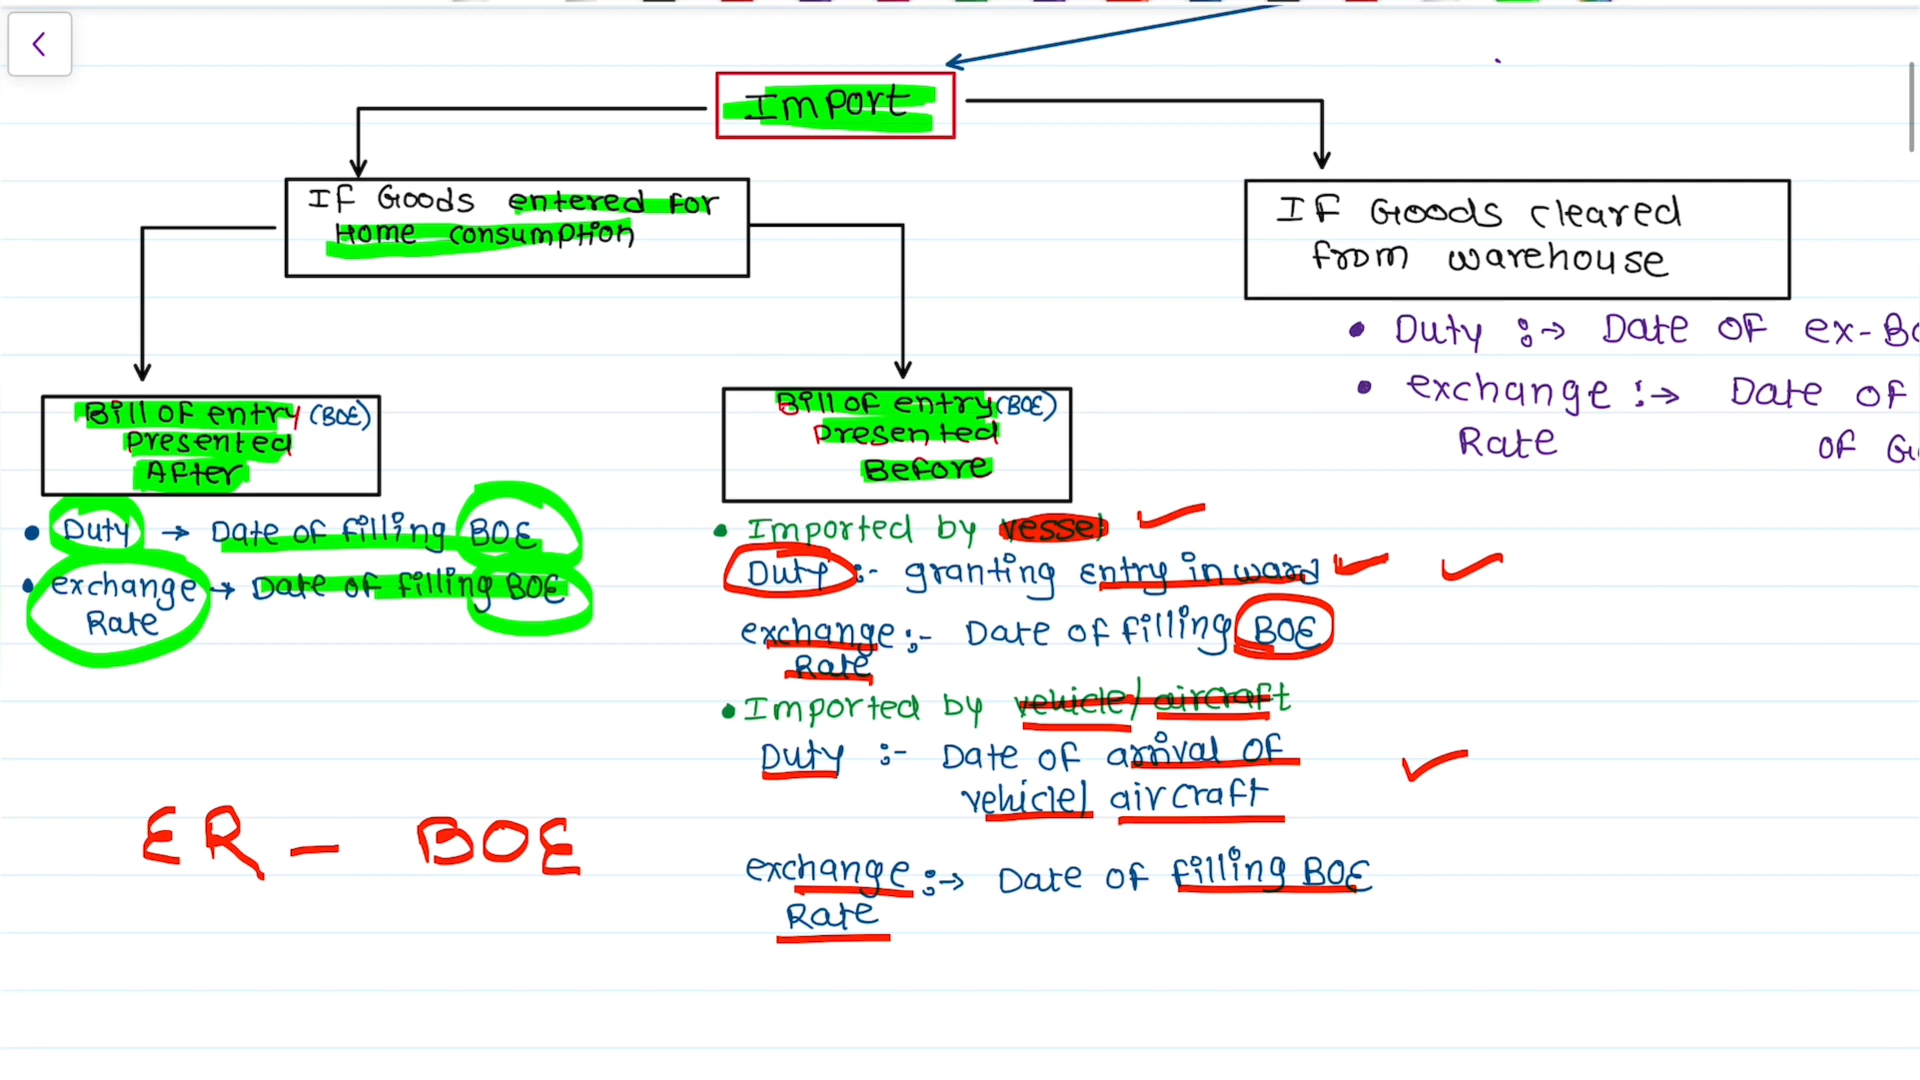 Import
If Goods entered for
Home consumption
IF Goods cleared
from warehouse
• Duty :→ Date of ex-Bo
• exchange :→ Date of
Rate of G
Bill of entry (BOE)
Presented
After
• Duty → Date of filling BOE
• exchange → Date of filling BOE
Rate
ER - BOE
Bill of entry (BOE)
Presented
Before
• Imported by vessel
Duty :- granting entry inward
exchange :- Date of filling BOE
Rate
• Imported by vehicle/aircraft
Duty :- Date of arrival of
vehicle/ aircraft
exchange :→ Date of filling BOE
Rate